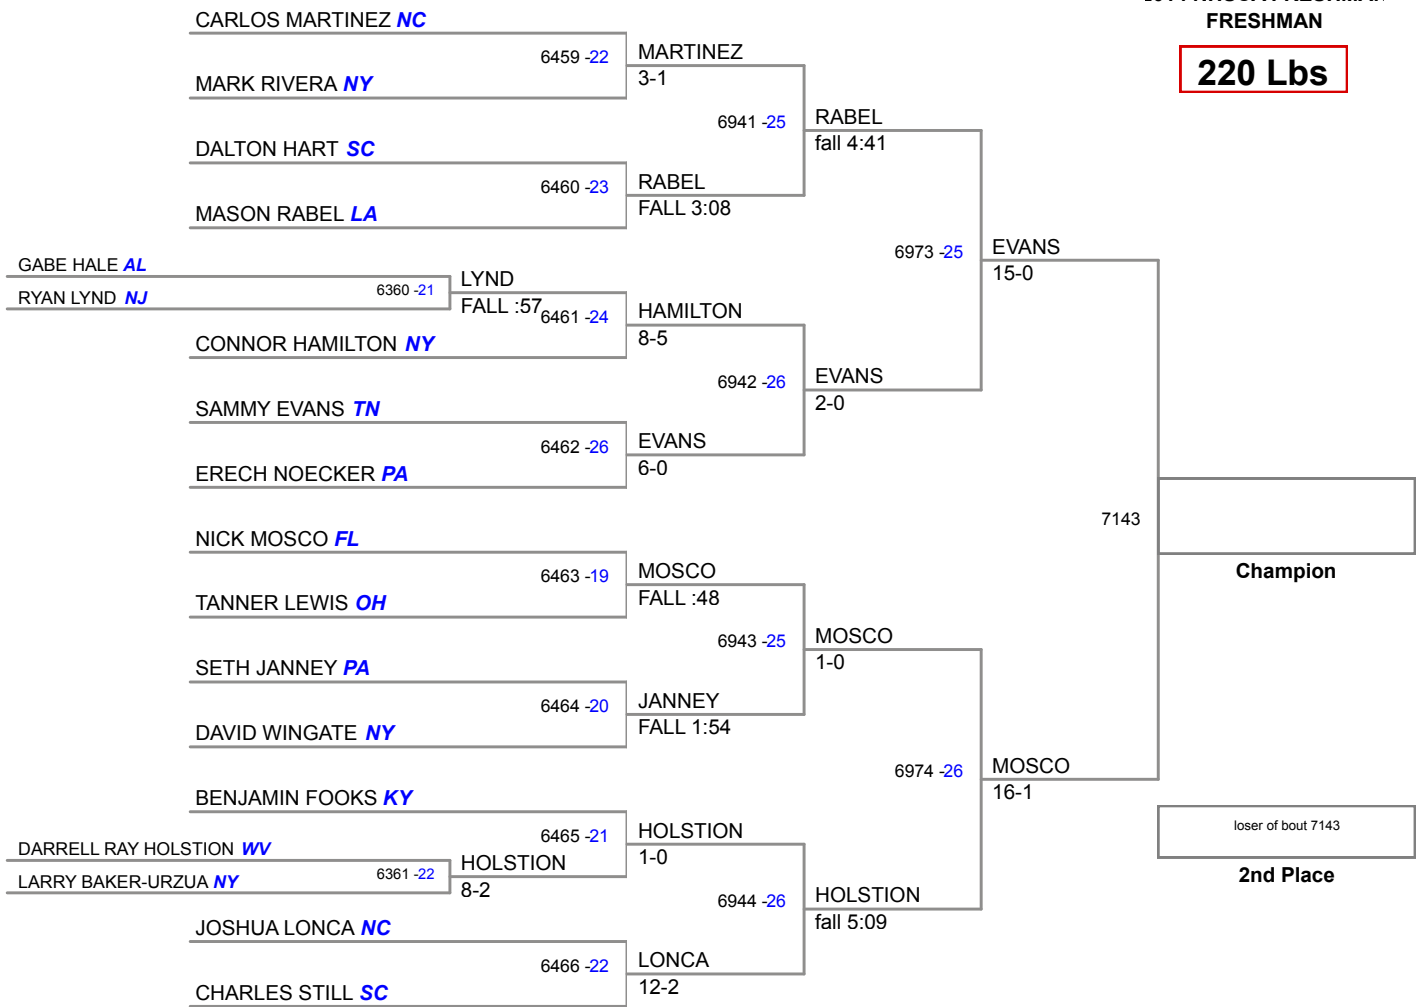 FRESHMAN
220 Lbs
CARLOS MARTINEZ NC
6459 -22
MARTINEZ
3-1
MARK RIVERA NY
6941 -25
RABEL
fall 4:41
DALTON HART SC
6460 -23
RABEL
FALL 3:08
MASON RABEL LA
6973 -25
EVANS
15-0
GABE HALE AL
6360 -21
LYND
FALL :57
RYAN LYND NJ
6461 -24
HAMILTON
8-5
CONNOR HAMILTON NY
6942 -26
EVANS
2-0
SAMMY EVANS TN
6462 -26
EVANS
6-0
ERECH NOECKER PA
7143
Champion
NICK MOSCO FL
6463 -19
MOSCO
FALL :48
TANNER LEWIS OH
6943 -25
MOSCO
1-0
SETH JANNEY PA
6464 -20
JANNEY
FALL 1:54
DAVID WINGATE NY
6974 -26
MOSCO
16-1
BENJAMIN FOOKS KY
6465 -21
HOLSTION
1-0
DARRELL RAY HOLSTION WV
6361 -22
HOLSTION
8-2
LARRY BAKER-URZUA NY
6944 -26
HOLSTION
fall 5:09
loser of bout 7143
2nd Place
JOSHUA LONCA NC
6466 -22
LONCA
12-2
CHARLES STILL SC